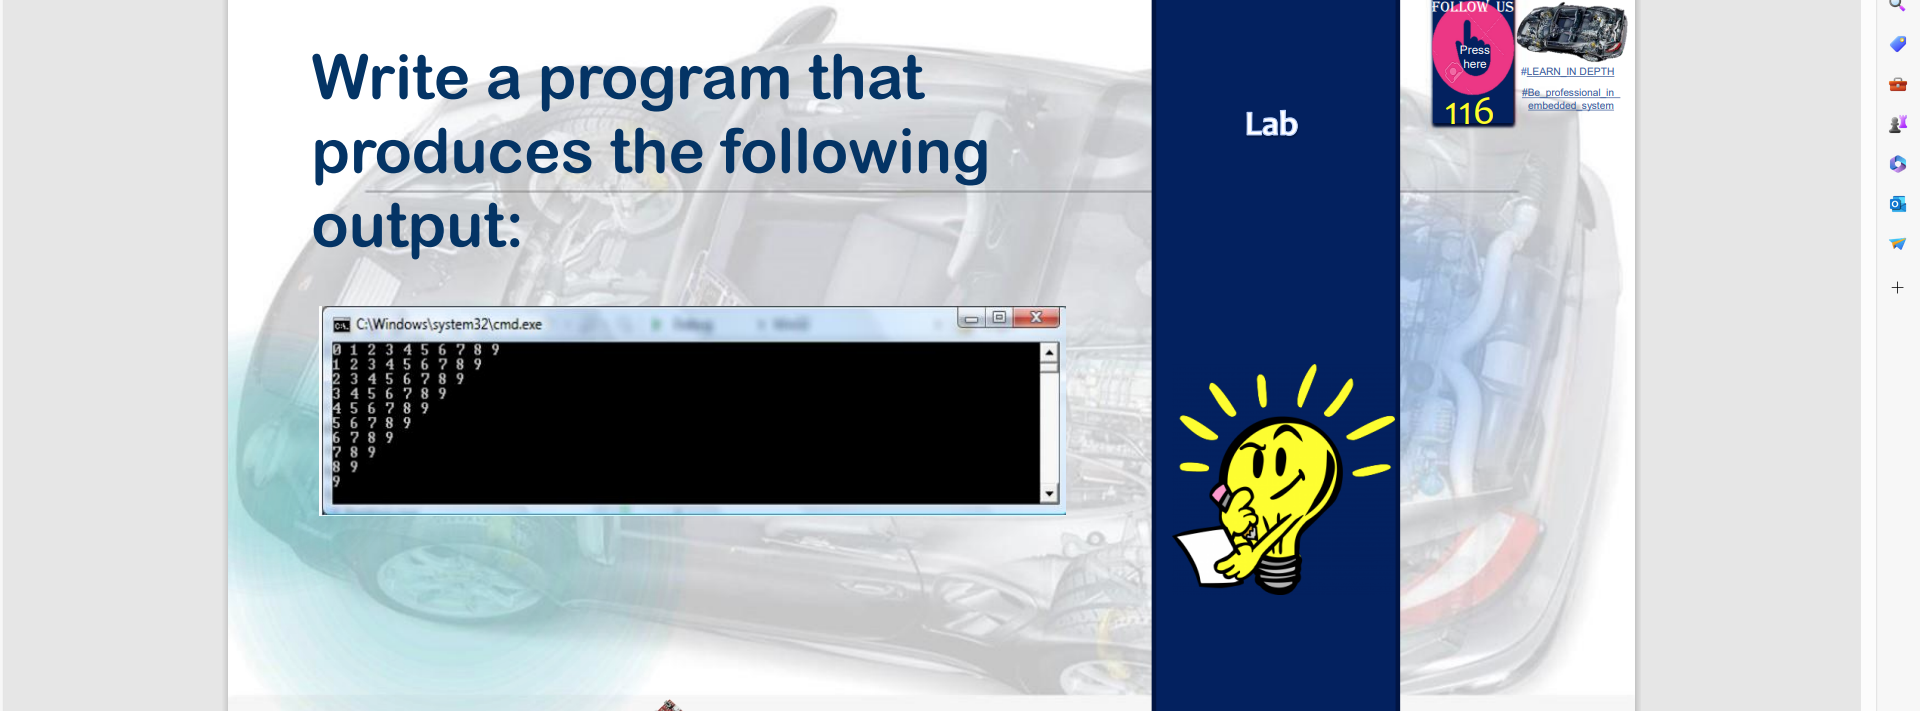 Write a program that
produces the following
output:
C:\Windows\system32\cmd.exe
0 1 2 3 4 5 6 7 8 9
1 2 3 4 5 6 7 8 9
2 3 4 5 6 7 8 9
3 4 5 6 7 8 9
4 5 6 7 8 9
5 6 7 8 9
6 7 8 9
7 8 9
8 9
9
Lab
FOLLOW US
Press
here
116
#LEARN_IN DEPTH
#Be_professional_in_
embedded_system